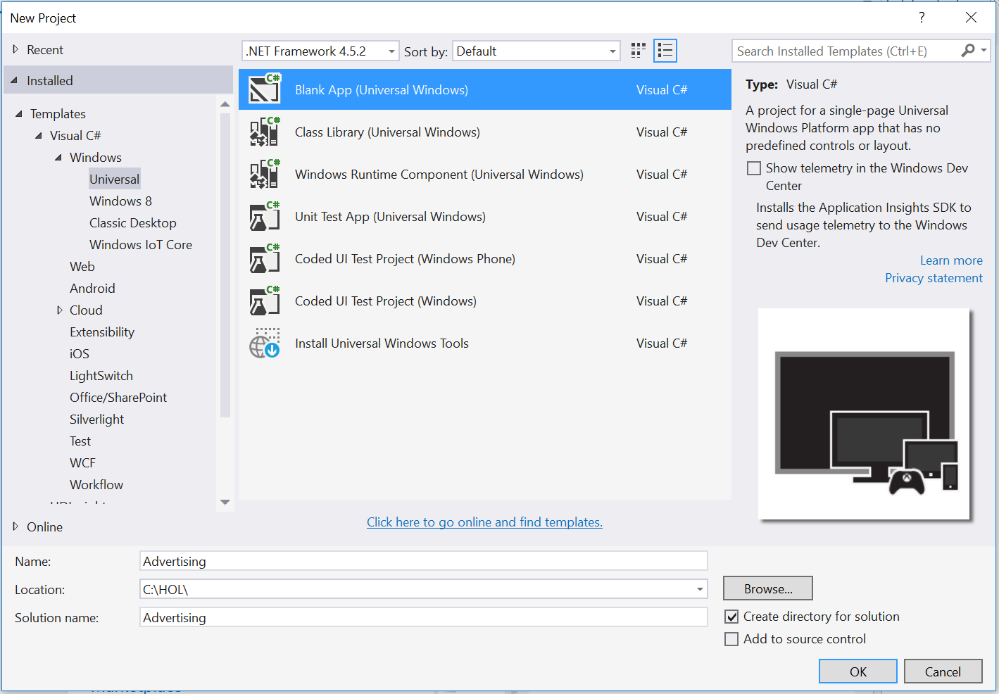 New Project
?
Recent
.NET Framework 4.5.2
Sort by:
Default
Search Installed Templates (Ctrl+E)
Installed
Templates
Visual C#
Windows
Universal
Windows 8
Classic Desktop
Windows IoT Core
Web
Android
Cloud
Extensibility
iOS
LightSwitch
Office/SharePoint
Silverlight
Test
WCF
Workflow
Online
C#
Blank App (Universal Windows)
Visual C#
C#
Class Library (Universal Windows)
Visual C#
C#
Windows Runtime Component (Universal Windows)
Visual C#
C#
Unit Test App (Universal Windows)
Visual C#
C#
Coded UI Test Project (Windows Phone)
Visual C#
C#
Coded UI Test Project (Windows)
Visual C#
Install Universal Windows Tools
Visual C#
Click here to go online and find templates.
Type: Visual C#
A project for a single-page Universal
Windows Platform app that has no
predefined controls or layout.
Show telemetry in the Windows Dev
Center
Installs the Application Insights SDK to
send usage telemetry to the Windows
Dev Center.
Learn more
Privacy statement
Name:
Advertising
Location:
C:\HOL\
Browse...
Solution name:
Advertising
Create directory for solution
Add to source control
OK
Cancel